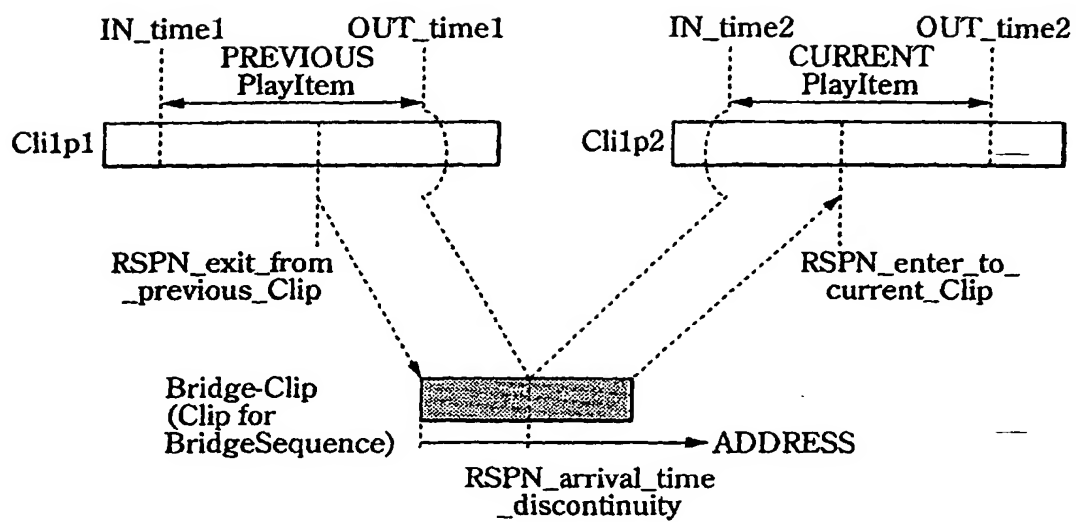 IN_time1
OUT_time1
IN_time2
OUT_time2
PREVIOUS
PlayItem
CURRENT
PlayItem
Cli1p1
Cli1p2
RSPN_exit_from
_previous_Clip
RSPN_enter_to_
current_Clip
Bridge-Clip
(Clip for
BridgeSequence)
ADDRESS
RSPN_arrival_time
_discontinuity